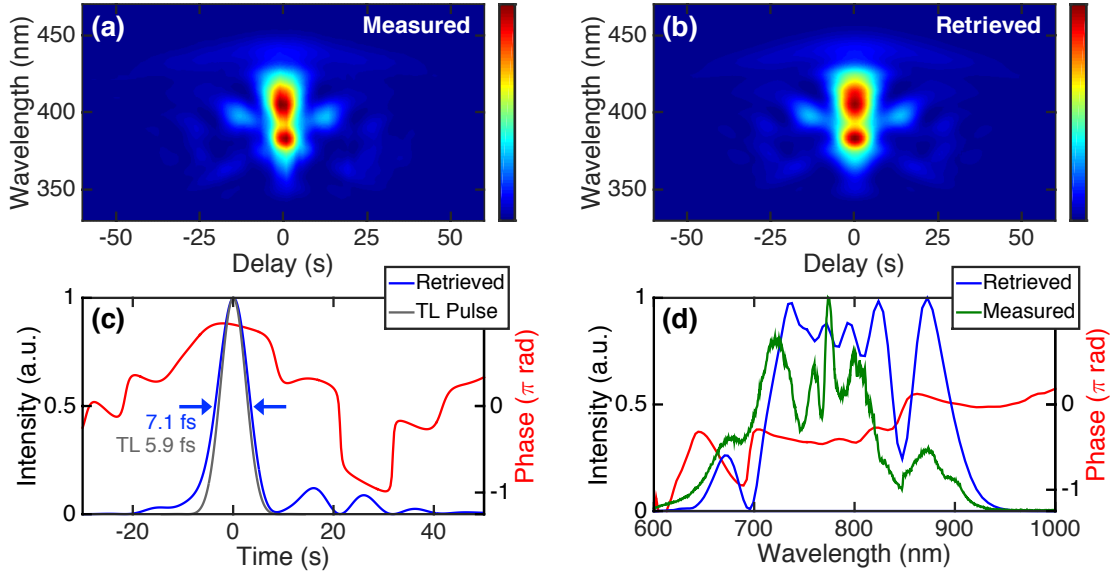 (a) Measured
Wavelength (nm)
450
400
350
-50 -25 0 25 50
Delay (s)
(b) Retrieved
Wavelength (nm)
450
400
350
-50 -25 0 25 50
Delay (s)
(c)
Retrieved
TL Pulse
Intensity (a.u.)
1
0.5
0
7.1 fs
TL 5.9 fs
0
-1
Phase (π rad)
-20 0 20 40
Time (s)
(d)
Retrieved
Measured
Intensity (a.u.)
1
0.5
0
0
-1
Phase (π rad)
600 700 800 900 1000
Wavelength (nm)